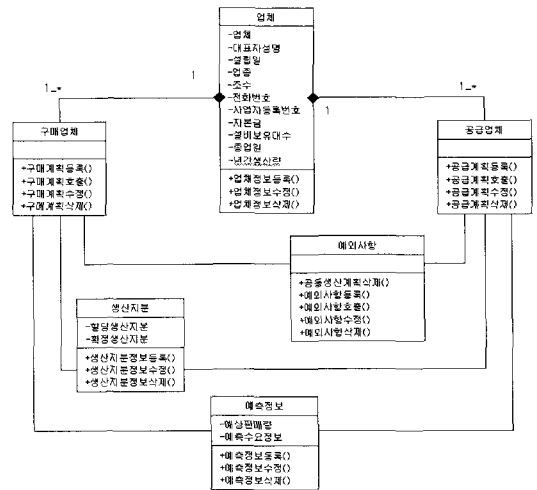 업체
-업체
-대표자성명
-설립일
-업종
-조수
-전화번호
-사업자등록번호
-자본금
-설비보유대수
-종업일
-년간생산량
+업체정보등록()
+업체정보수정()
+업체정보삭제()
1
1
1..*
1..*
구매업체
+구매계획등록()
+구매계획호출()
+구매계획수정()
+구매계획삭제()
공급업체
+공급계획등록()
+공급계획호출()
+공급계획수정()
+공급계획삭제()
예외사항
+공동생산계획삭제()
+예외사항등록()
+예외사항호출()
+예외사항수정()
+예외사항삭제()
생산지분
-할당생산지분
-확정생산지분
+생산지분정보등록()
+생산지분정보수정()
+생산지분정보삭제()
예측정보
-예상판매량
-예측수요정보
+예측정보등록()
+예측정보수정()
+예측정보삭제()